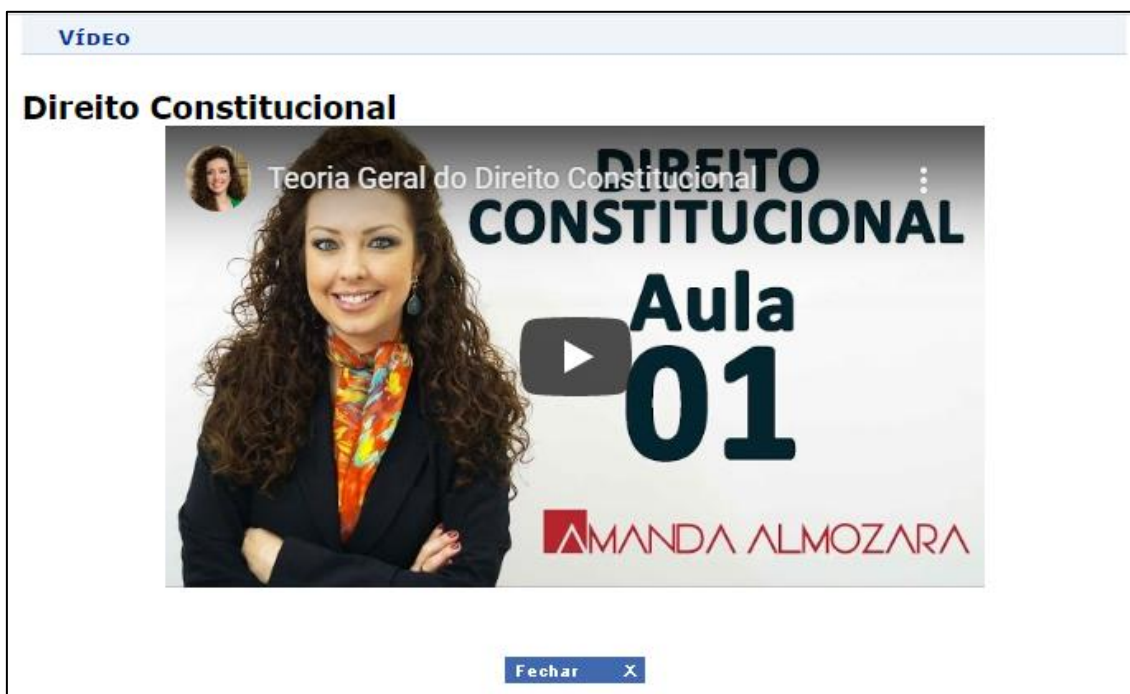 VÍDEO
Direito Constitucional
Teoria Geral do Direito Constitucional
DIREITO
CONSTITUCIONAL
Aula
01
AMANDA ALMOZARA
Fechar X